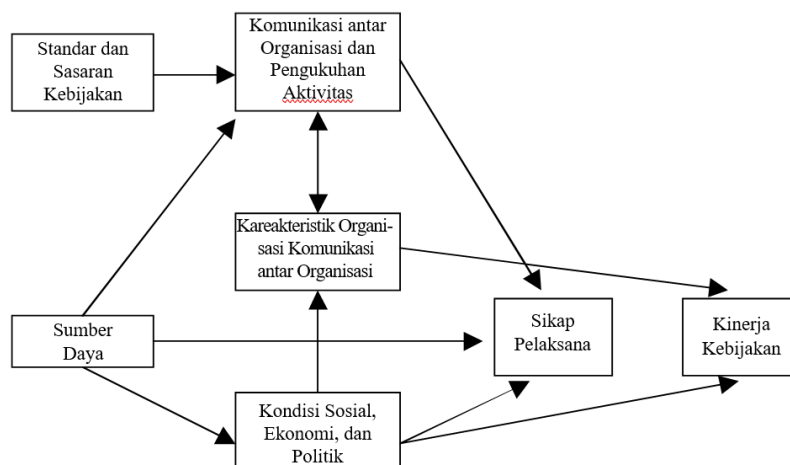 Standar dan
Sasaran
Kebijakan
Komunikasi antar
Organisasi dan
Pengukuhan
Aktivitas
Kareakteristik Organi-
sasi Komunikasi
antar Organisasi
Sumber
Daya
Sikap
Pelaksana
Kinerja
Kebijakan
Kondisi Sosial,
Ekonomi, dan
Politik